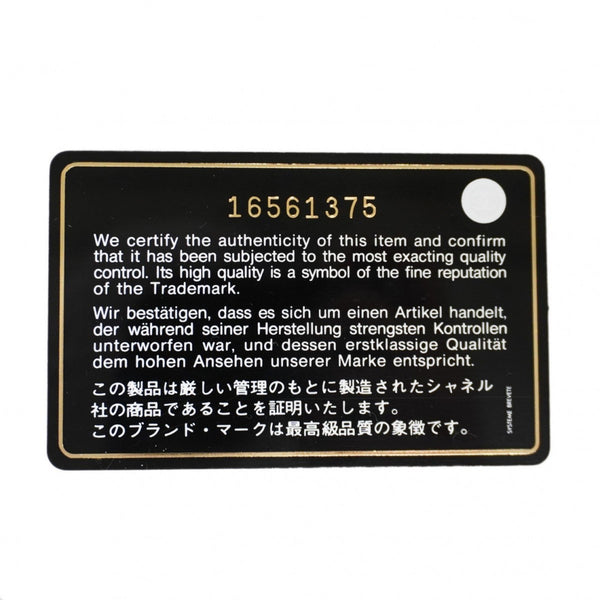 16561375
We certify the authenticity of this item and confirm
that it has been subjected to the most exacting quality
control. Its high quality is a symbol of the fine reputation
of the Trademark.
Wir bestätigen, dass es sich um einen Artikel handelt,
der während seiner Herstellung strengsten Kontrollen
unterworfen war, und dessen erstklassige Qualität
dem hohen Ansehen unserer Marke entspricht.
この製品は厳しい管理のもとに製造されたシャネル
社の商品であることを証明いたします。
このブランド・マークは最高級品質の象徴です。
SYSTEME BREVETE